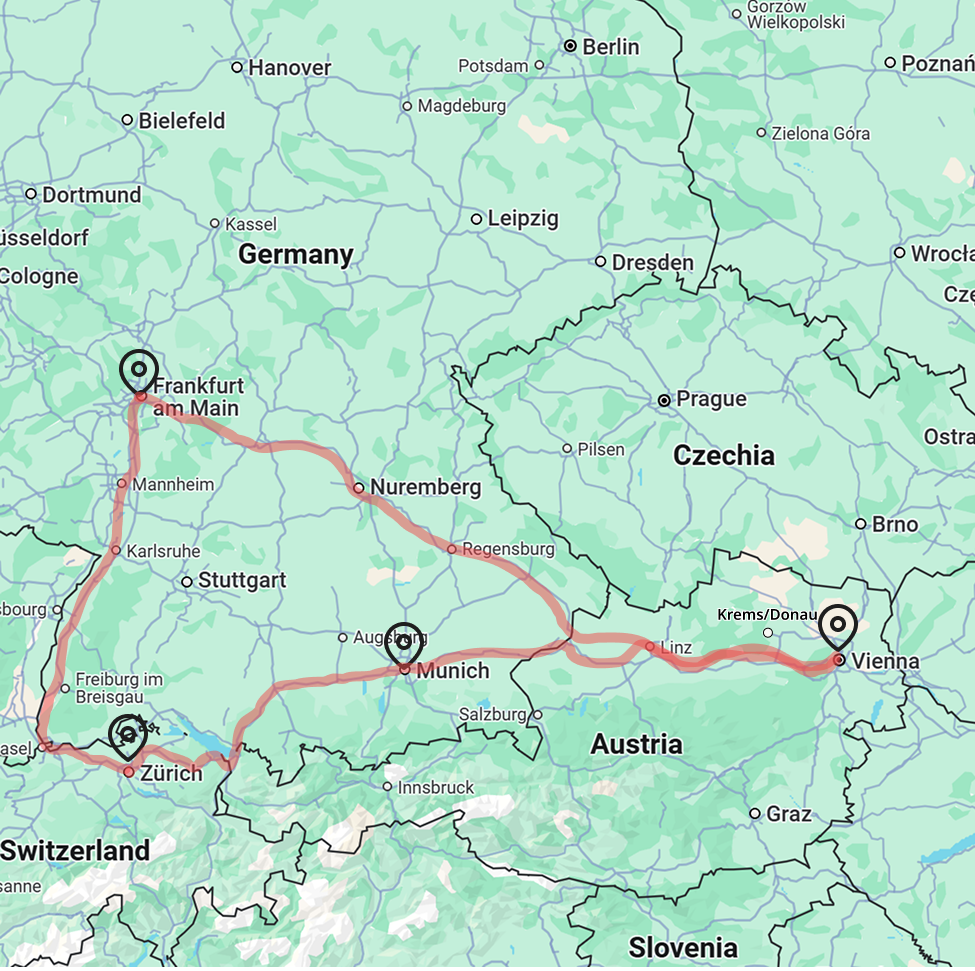 Gorzów
Wielkopolski
Berlin
Potsdam
Hanover
Poznań
Magdeburg
Bielefeld
Zielona Góra
Dortmund
Leipzig
Kassel
üsseldorf
Germany
Wrocła
Dresden
Cologne
Czę
Frankfurt
am Main
Prague
Ostra
Pilsen
Czechia
Mannheim
Nuremberg
Brno
Karlsruhe
Regensburg
Stuttgart
sbourg
Krems/Donau
Augsburg
Linz
Vienna
Munich
Freiburg im
Breisgau
Salzburg
asel
Austria
Zürich
Innsbruck
Graz
Switzerland
sanne
Slovenia